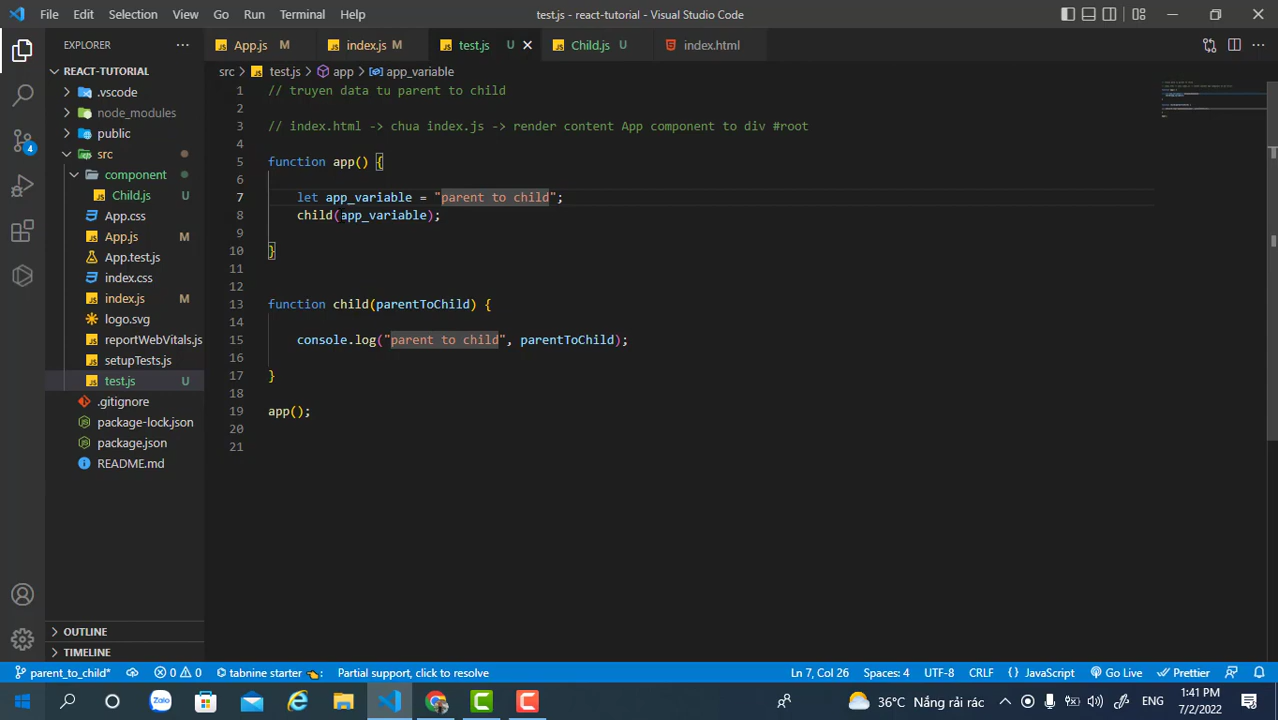 File Edit Selection View Go Run Terminal Help test.js - react-tutorial - Visual Studio Code
EXPLORER
App.js M index.js M test.js U Child.js U index.html
REACT-TUTORIAL
src > test.js > app > app_variable
.vscode
node_modules
public
src
component
Child.js U
App.css
App.js M
App.test.js
index.css
index.js M
logo.svg
reportWebVitals.js
setupTests.js
test.js U
.gitignore
package-lock.json
package.json
README.md
OUTLINE
TIMELINE
4
1 // truyen data tu parent to child
2
3 // index.html -> chua index.js -> render content App component to div #root
4
5 function app() {
6
7 let app_variable = "parent to child";
8 child(app_variable);
9
10 }
11
12
13 function child(parentToChild) {
14
15 console.log("parent to child", parentToChild);
16
17 }
18
19 app();
20
21
parent_to_child* 0 0 tabnine starter : Partial support, click to resolve Ln 7, Col 26 Spaces: 4 UTF-8 CRLF {} JavaScript Go Live Prettier
Zalo 36°C Nắng rải rác ENG 1:41 PM
7/2/2022